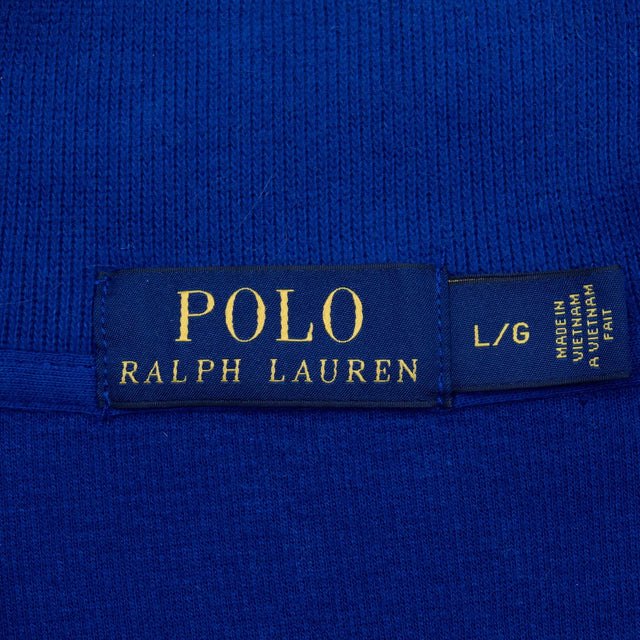 POLO
RALPH LAUREN
L/G
MADE IN
VIETNAM
A VIETNAM
FAIT